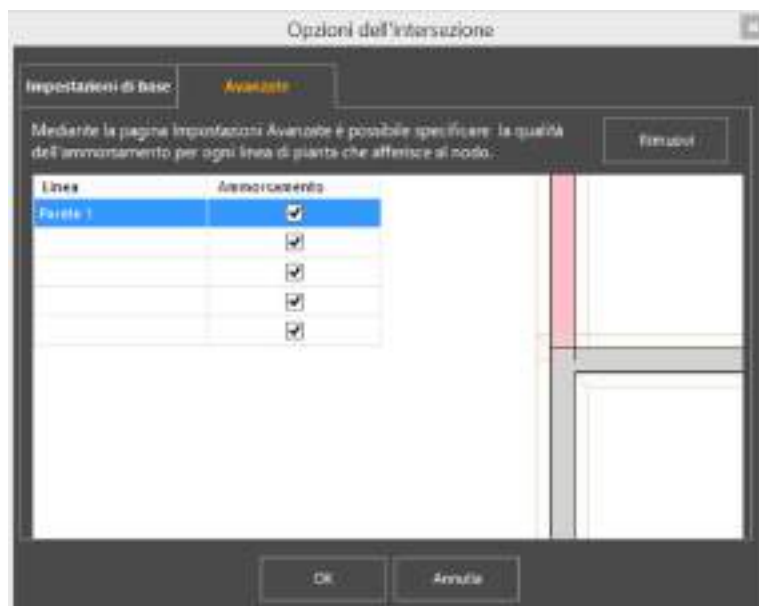 Opzioni dell'intersezione
Impostazioni di base
Avanzate
Mediante la pagina Impostazioni Avanzate è possibile specificare la qualità
dell'ammorsamento per ogni linea di pianta che afferisce al nodo.
Rimuovi
Linea Ammorsamento
Parete 1
OK
Annulla